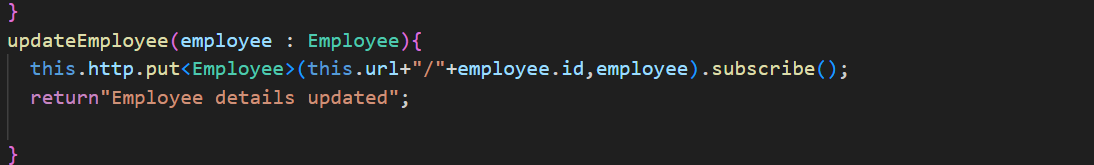 }
updateEmployee(employee : Employee){
this.http.put<Employee>(this.url+"/"+employee.id,employee).subscribe();
return"Employee details updated";
}